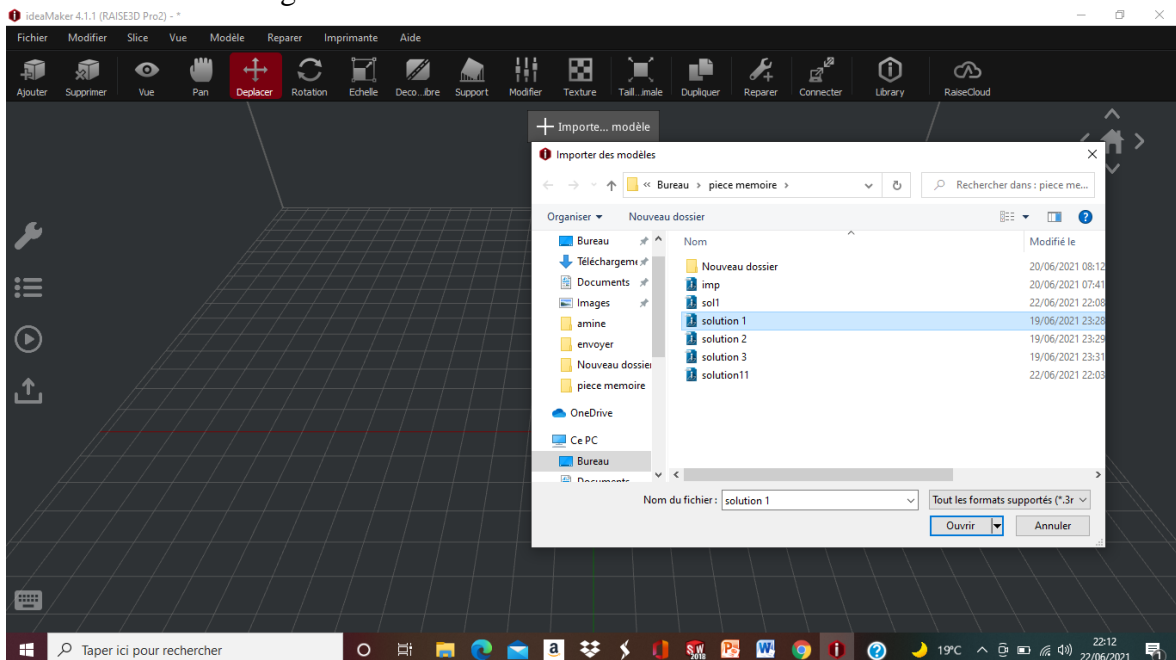 ideaMaker 4.1.1 (RAISE3D Pro2) - *
Fichier Modifier Slice Vue Modèle Reparer Imprimante Aide
Ajouter Supprimer Vue Pan Deplacer Rotation Echelle Deco...ibre Support Modifier Texture Taill...imale Dupliquer Reparer Connecter Library RaiseCloud
Importe... modèle
Importer des modèles
« Bureau › piece memoire ›
Rechercher dans : piece me...
Organiser Nouveau dossier
Nom Modifié le
Bureau
Téléchargeme
Documents
Images
amine
envoyer
Nouveau dossier
piece memoire
OneDrive
Ce PC
Bureau
Documents
Nouveau dossier 20/06/2021 08:12
imp 20/06/2021 07:41
sol1 22/06/2021 22:08
solution 1 19/06/2021 23:28
solution 2 19/06/2021 23:29
solution 3 19/06/2021 23:31
solution11 22/06/2021 22:03
Nom du fichier : solution 1
Tout les formats supportés (*.3r
Ouvrir Annuler
Taper ici pour rechercher
19°C
22:12
22/06/2021